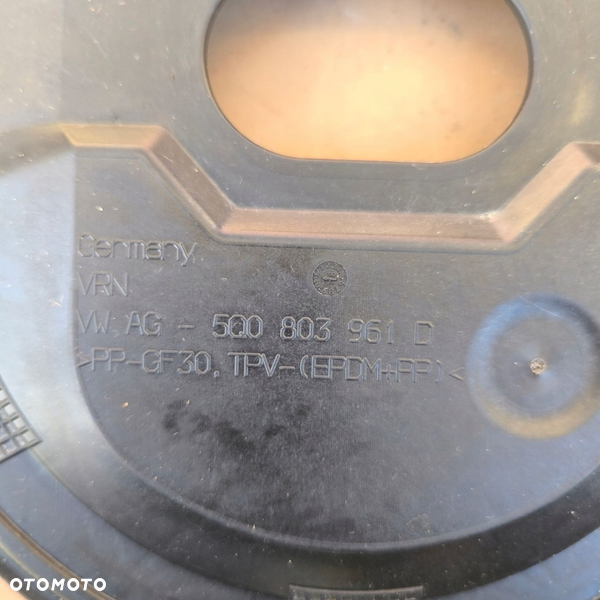 Germany
VRN
VW AG - 5Q0 803 961 D
>PP-GF30, TPV-(EPDM+PP)<
OTOMOTO